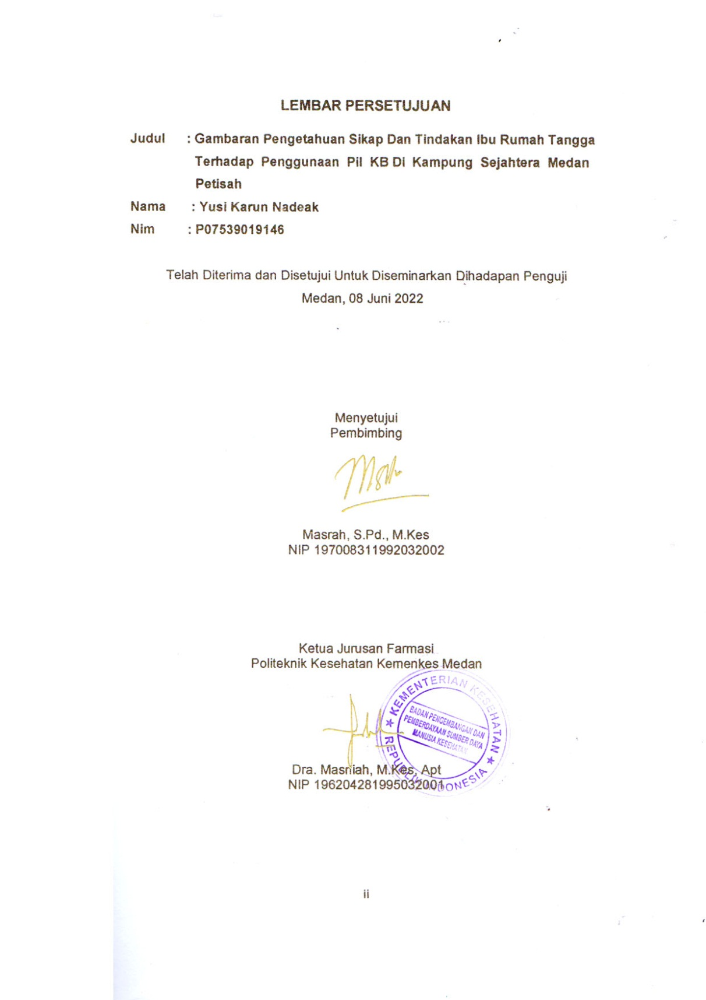 LEMBAR PERSETUJUAN
Judul : Gambaran Pengetahuan Sikap Dan Tindakan Ibu Rumah Tangga
Terhadap Penggunaan Pil KB Di Kampung Sejahtera Medan
Petisah
Nama : Yusi Karun Nadeak
Nim : P07539019146
Telah Diterima dan Disetujui Untuk Diseminarkan Dihadapan Penguji
Medan, 08 Juni 2022
Menyetujui
Pembimbing
Masrah, S.Pd., M.Kes
NIP 197008311992032002
Ketua Jurusan Farmasi
Politeknik Kesehatan Kemenkes Medan
KEMENTERIAN KESEHATAN
BADAN PENGEMBANGAN DAN
PEMBERDAYAAN SUMBER DAYA
MANUSIA KESEHATAN
REPUBLIK INDONESIA
Dra. Masniah, M.Kes, Apt
NIP 196204281995032001
ii